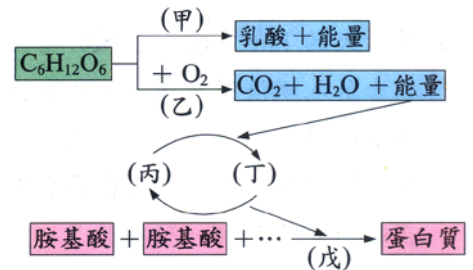 (甲)
乳酸+能量
C₆H₁₂O₆
+ O₂
CO₂+ H₂O +能量
(乙)
(丙) (丁)
胺基酸 + 胺基酸 + ⋯ 蛋白質
(戊)